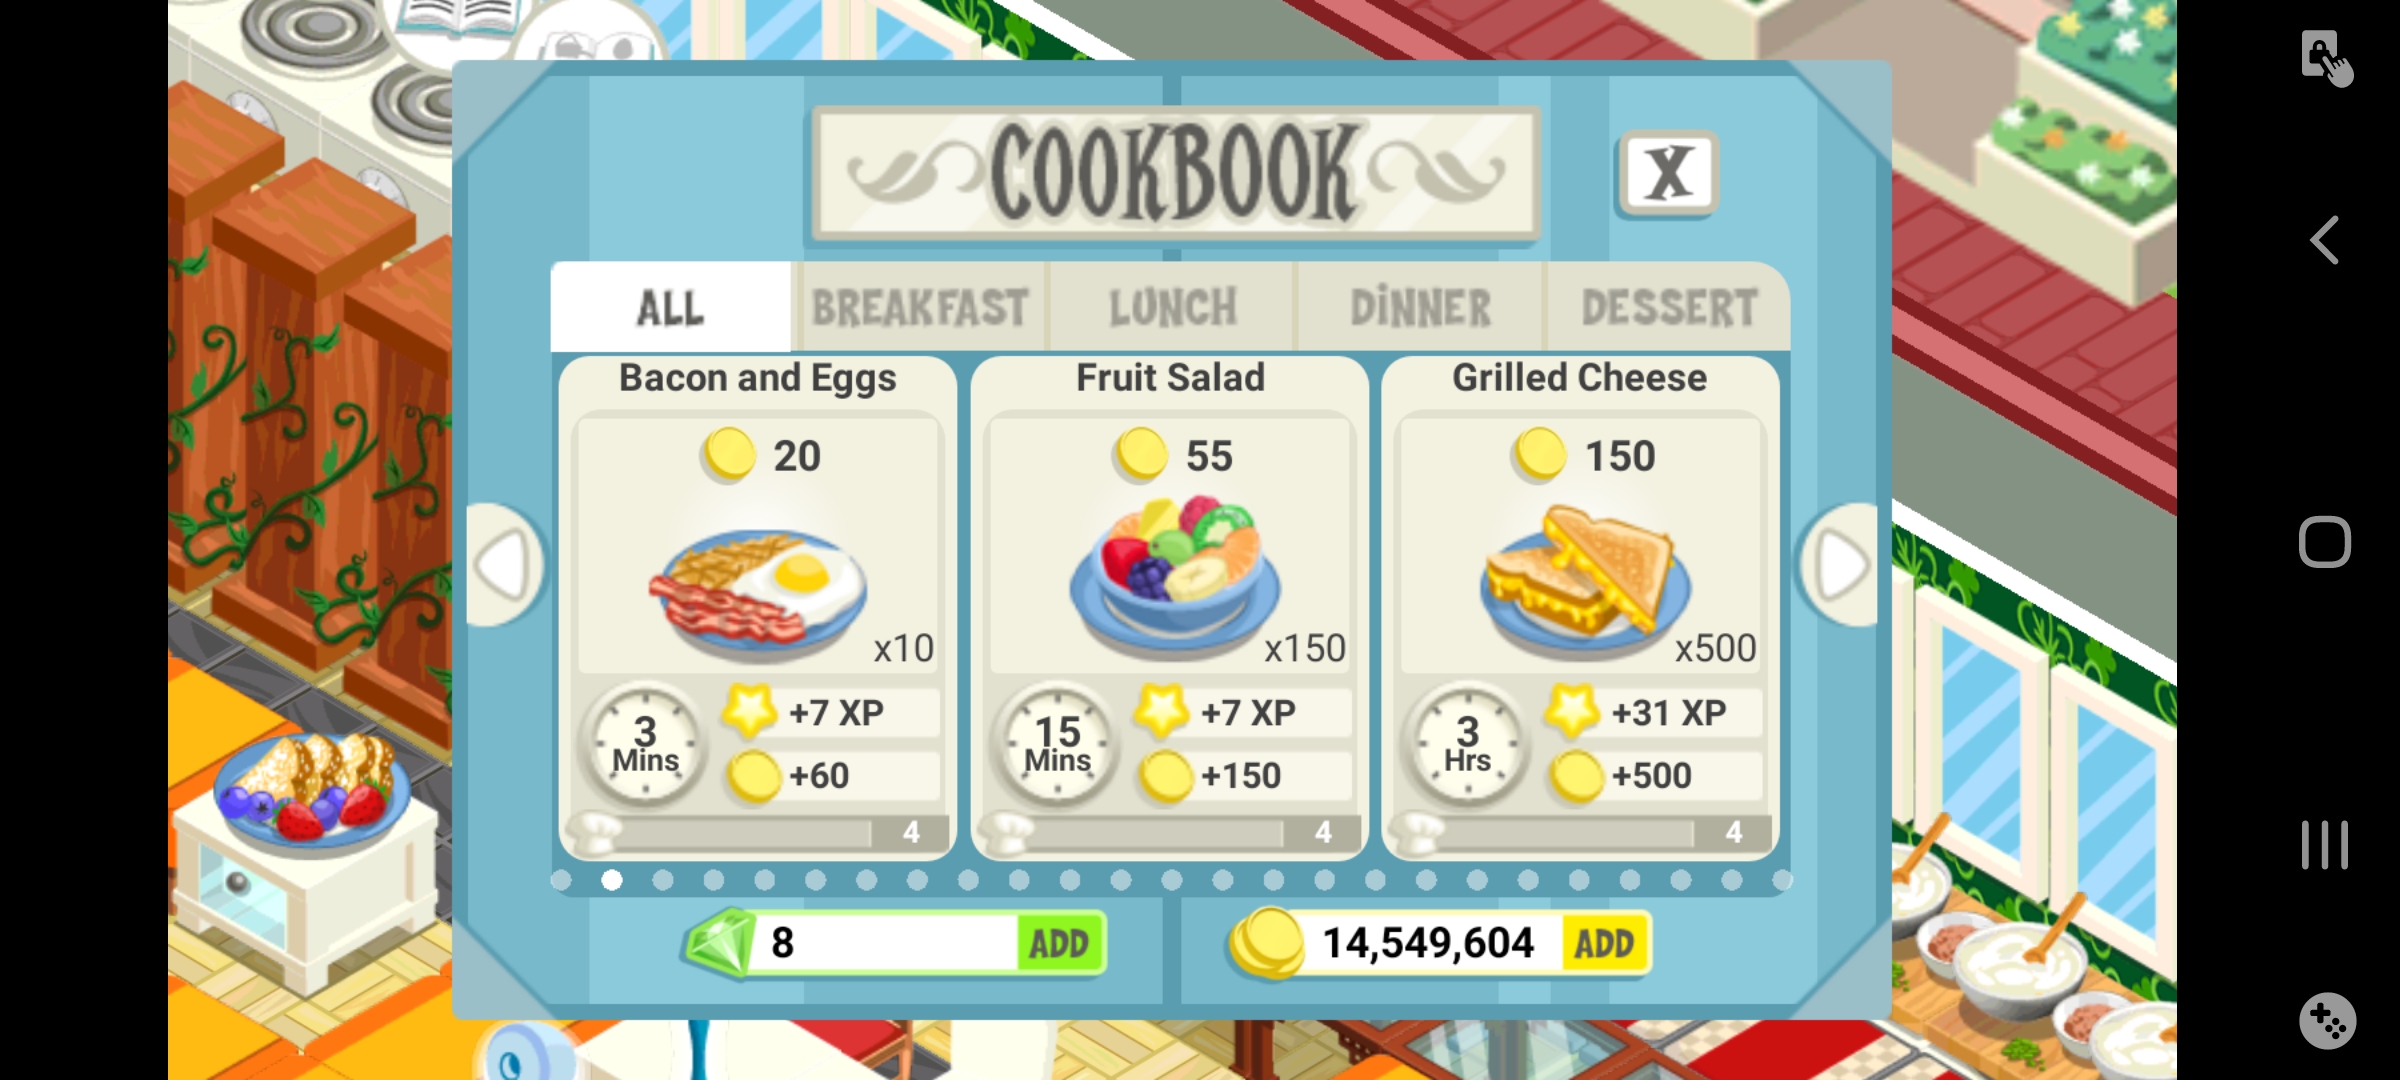 COOKBOOK
X
ALL BREAKFAST LUNCH DINNER DESSERT
Bacon and Eggs
20
x10
3 Mins
+7 XP
+60
4
Fruit Salad
55
x150
15 Mins
+7 XP
+150
4
Grilled Cheese
150
x500
3 Hrs
+31 XP
+500
4
8 ADD
14,549,604 ADD